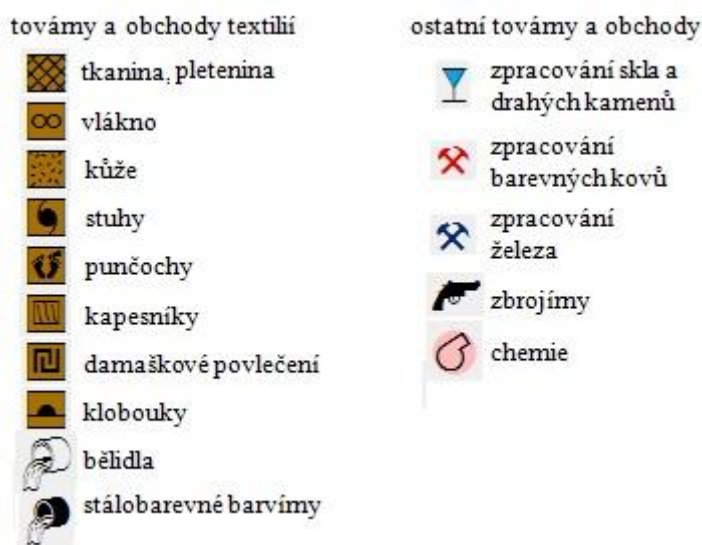 továrny a obchody textilií
tkanina, pletenina
vlákno
kůže
stuhy
punčochy
kapesníky
damaškové povlečení
klobouky
bělidla
stálobarevné barvírny
ostatní továrny a obchody
zpracování skla a
drahých kamenů
zpracování
barevných kovů
zpracování
železa
zbrojírny
chemie